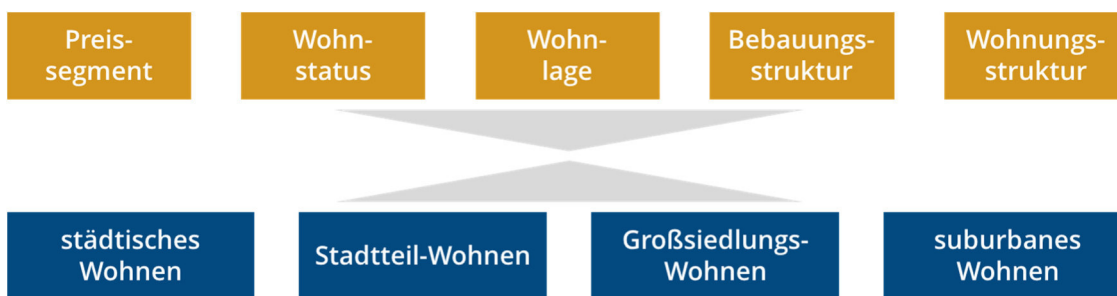 Preis-
segment
Wohn-
status
Wohn-
lage
Bebauungs-
struktur
Wohnungs-
struktur
städtisches
Wohnen
Stadtteil-Wohnen
Großsiedlungs-
Wohnen
suburbanes
Wohnen